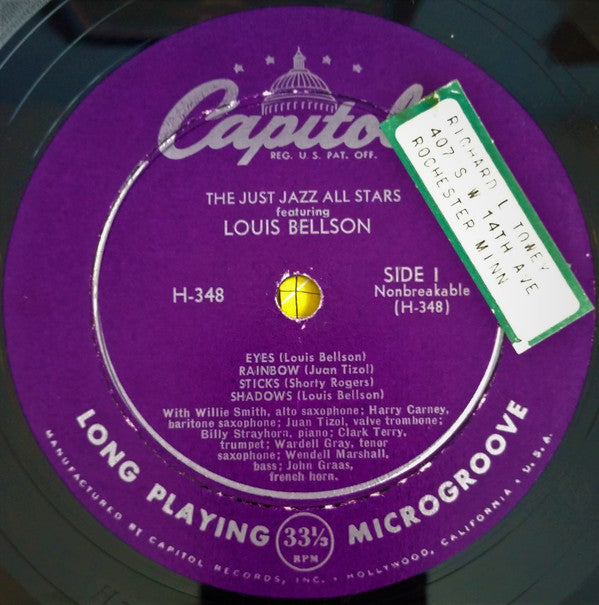 Capitol
REG. U.S. PAT. OFF.
RICHARD L TOWEY
407 S W 14TH AVE
ROCHESTER MINN
THE JUST JAZZ ALL STARS
featuring
LOUIS BELLSON
H-348
SIDE 1
Nonbreakable
(H-348)
EYES (Louis Bellson)
RAINBOW (Juan Tizol)
STICKS (Shorty Rogers)
SHADOWS (Louis Bellson)
With Willie Smith, alto saxophone; Harry Carney,
baritone saxophone; Juan Tizol, valve trombone;
Billy Strayhorn, piano; Clark Terry,
trumpet; Wardell Gray, tenor
saxophone; Wendell Marshall,
bass; John Graas,
french horn.
LONG PLAYING 33⅓ RPM MICROGROOVE
MANUFACTURED BY CAPITOL RECORDS, INC. • HOLLYWOOD, CALIFORNIA • U.S.A.